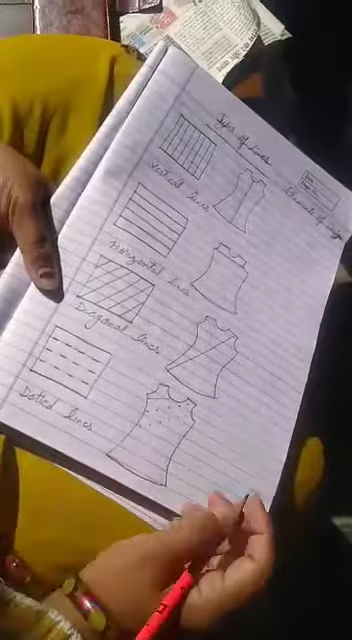 Types of lines
Elements of design
Vertical lines
Horizontal lines
Diagonal lines
Dotted lines